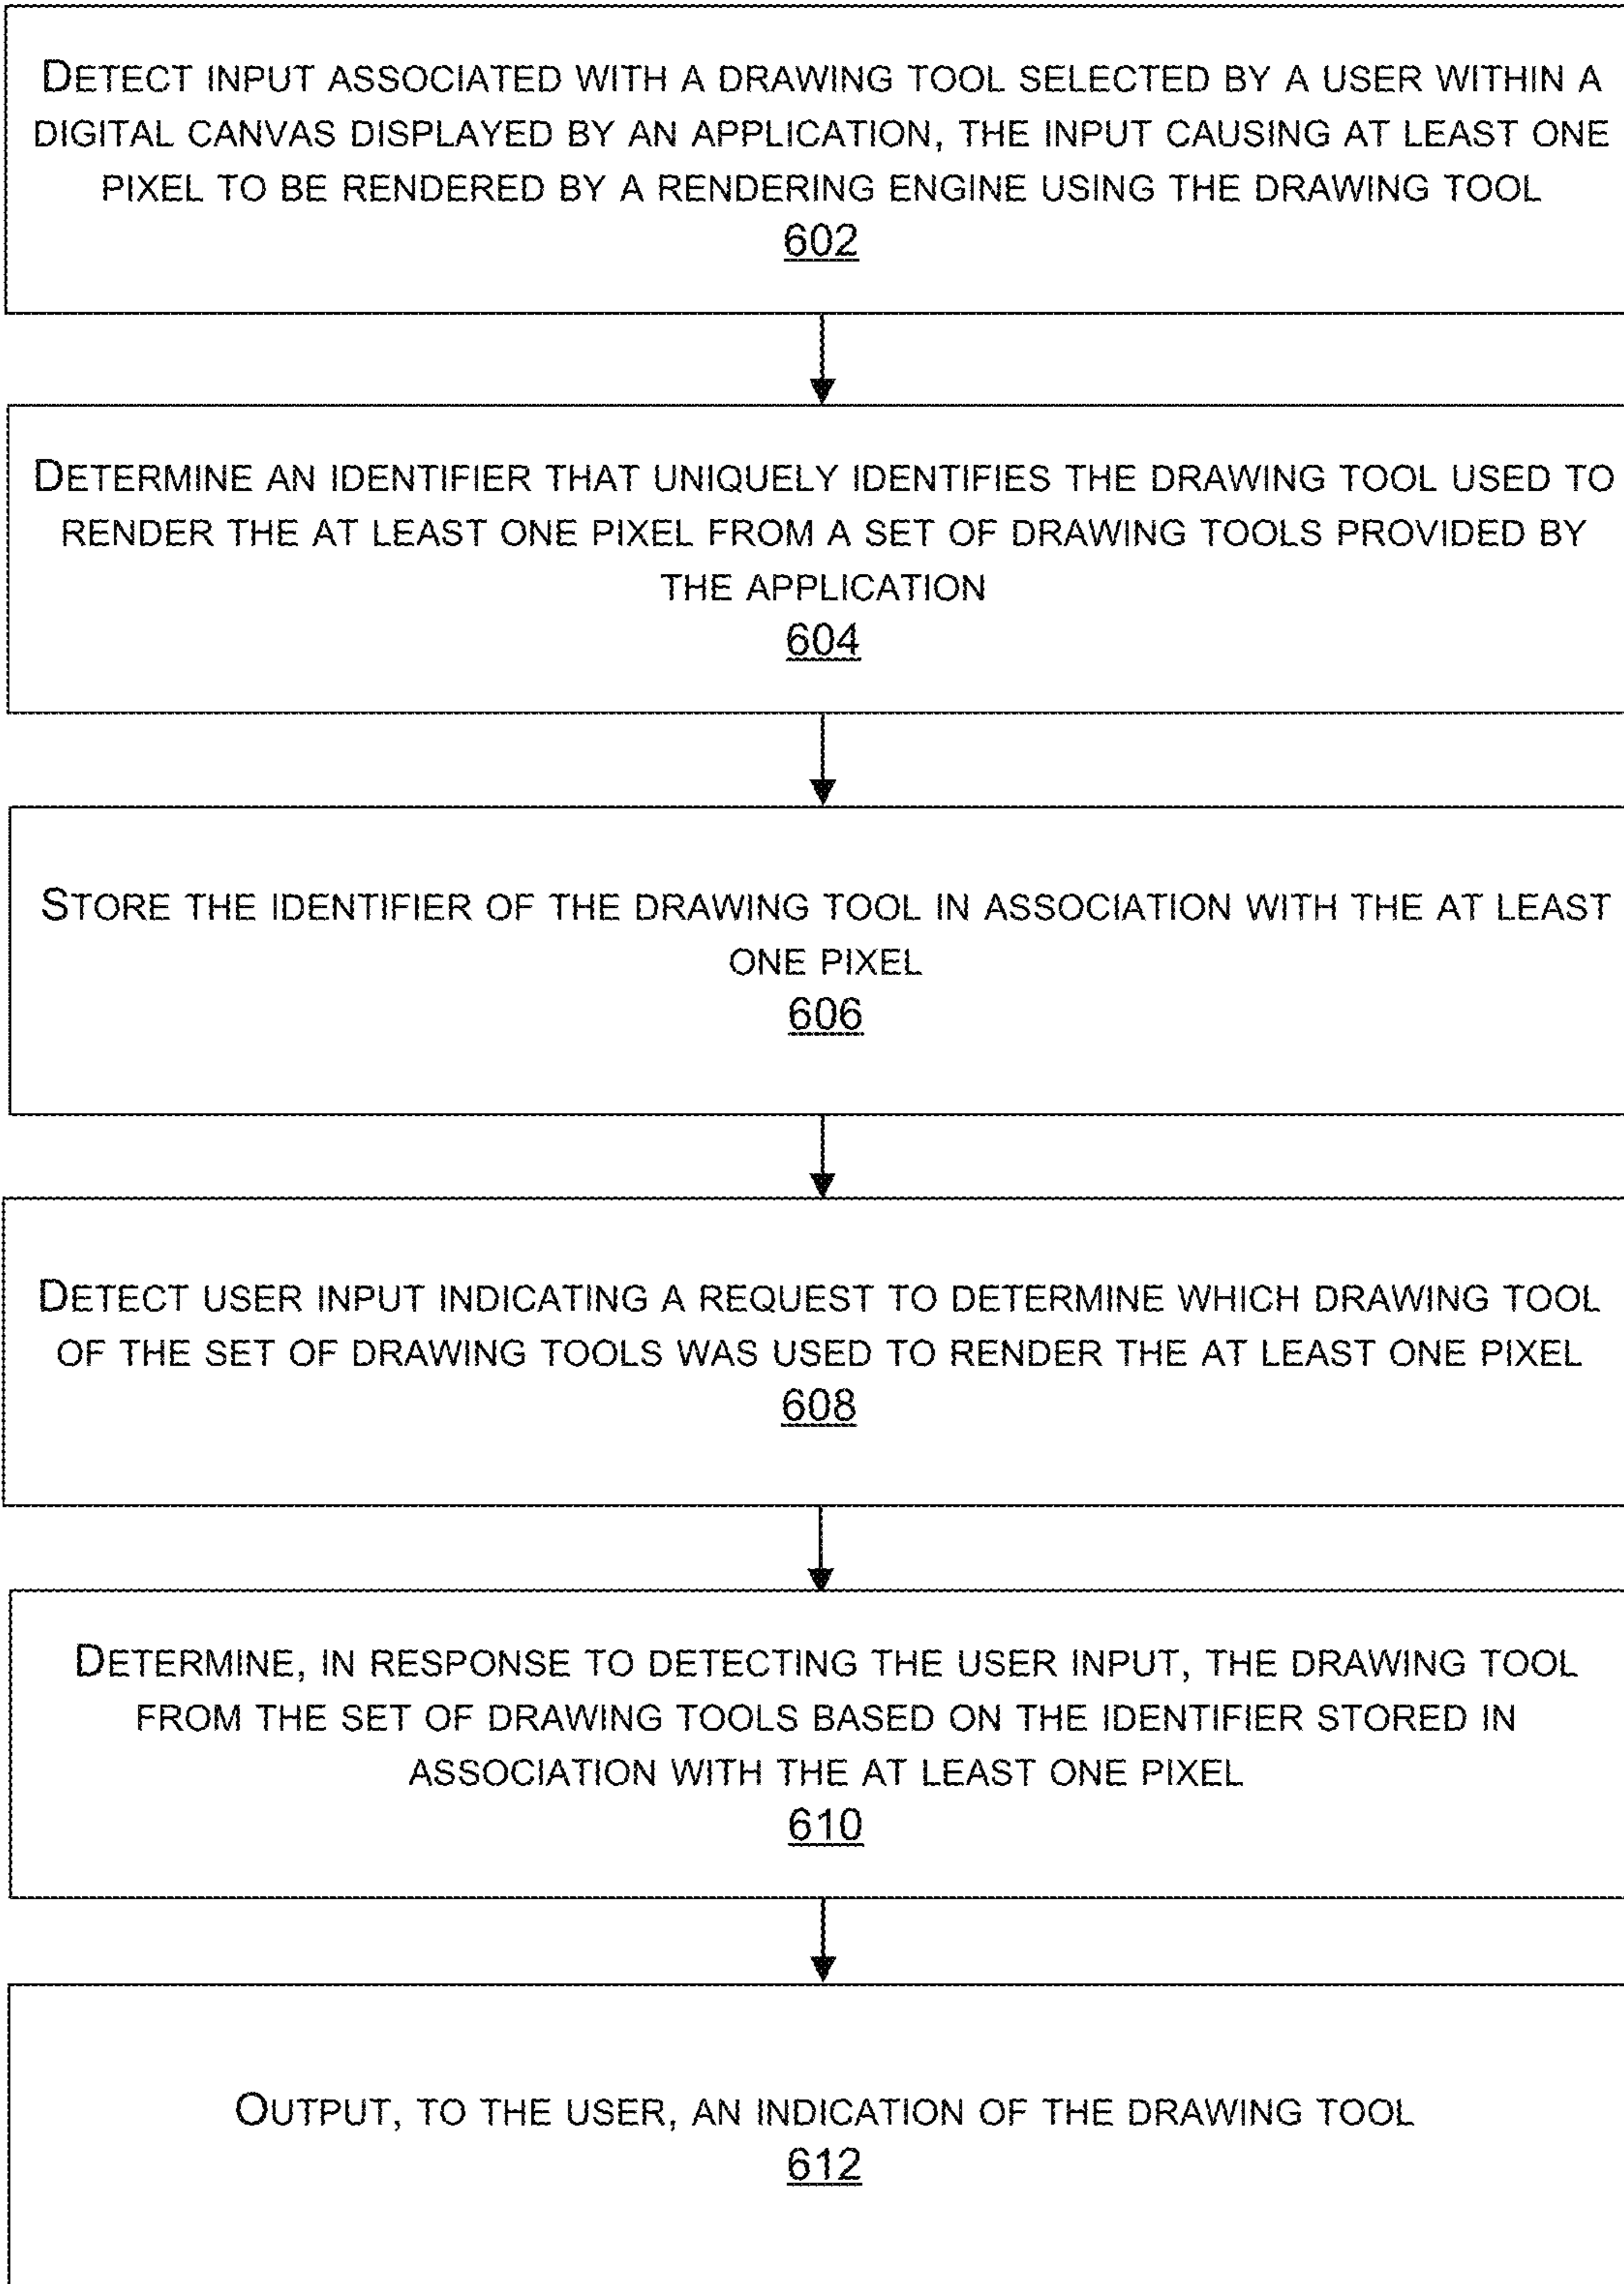 DETECT INPUT ASSOCIATED WITH A DRAWING TOOL SELECTED BY A USER WITHIN A
DIGITAL CANVAS DISPLAYED BY AN APPLICATION, THE INPUT CAUSING AT LEAST ONE
PIXEL TO BE RENDERED BY A RENDERING ENGINE USING THE DRAWING TOOL
602
DETERMINE AN IDENTIFIER THAT UNIQUELY IDENTIFIES THE DRAWING TOOL USED TO
RENDER THE AT LEAST ONE PIXEL FROM A SET OF DRAWING TOOLS PROVIDED BY
THE APPLICATION
604
STORE THE IDENTIFIER OF THE DRAWING TOOL IN ASSOCIATION WITH THE AT LEAST
ONE PIXEL
606
DETECT USER INPUT INDICATING A REQUEST TO DETERMINE WHICH DRAWING TOOL
OF THE SET OF DRAWING TOOLS WAS USED TO RENDER THE AT LEAST ONE PIXEL
608
DETERMINE, IN RESPONSE TO DETECTING THE USER INPUT, THE DRAWING TOOL
FROM THE SET OF DRAWING TOOLS BASED ON THE IDENTIFIER STORED IN
ASSOCIATION WITH THE AT LEAST ONE PIXEL
610
OUTPUT, TO THE USER, AN INDICATION OF THE DRAWING TOOL
612